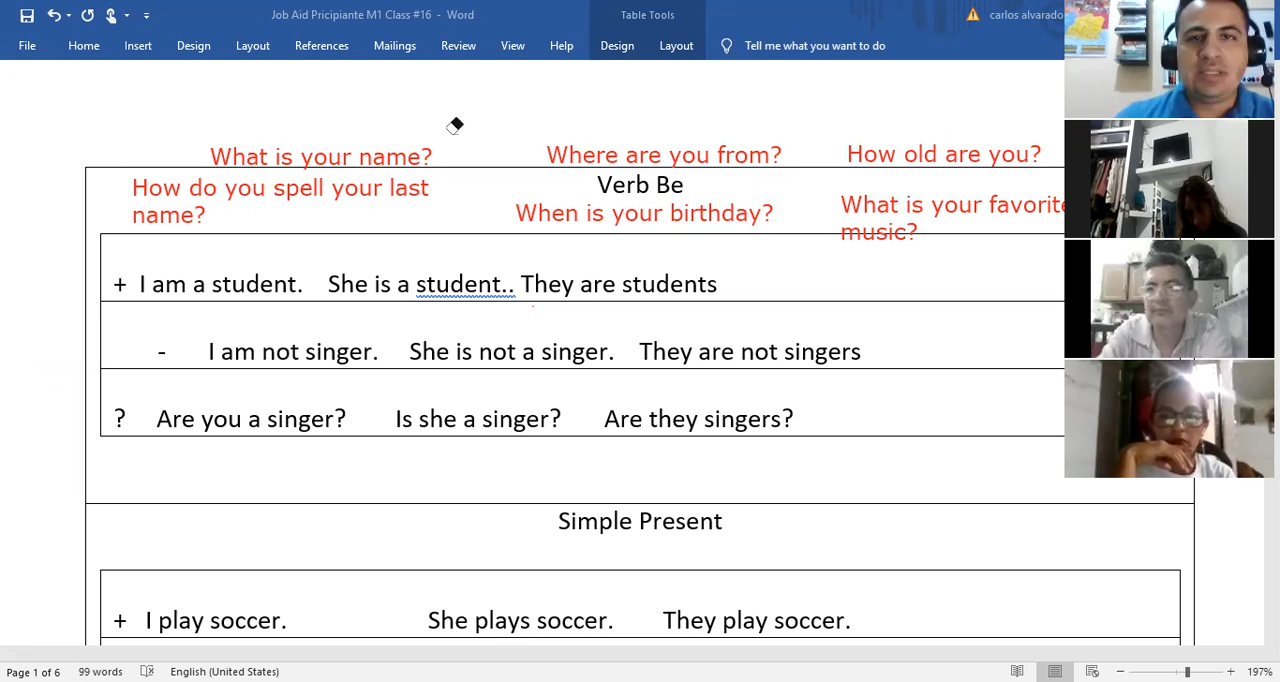 Job Aid Pricipiante M1 Class #16 - Word
Table Tools
carlos alvarado
File Home Insert Design Layout References Mailings Review View Help Design Layout Tell me what you want to do
What is your name? Where are you from? How old are you?
How do you spell your last
name?
Verb Be
When is your birthday?
What is your favorite
music?
+ I am a student. She is a student.. They are students
- I am not singer. She is not a singer. They are not singers
? Are you a singer? Is she a singer? Are they singers?
Simple Present
+ I play soccer. She plays soccer. They play soccer.
Page 1 of 6 99 words English (United States) 197%